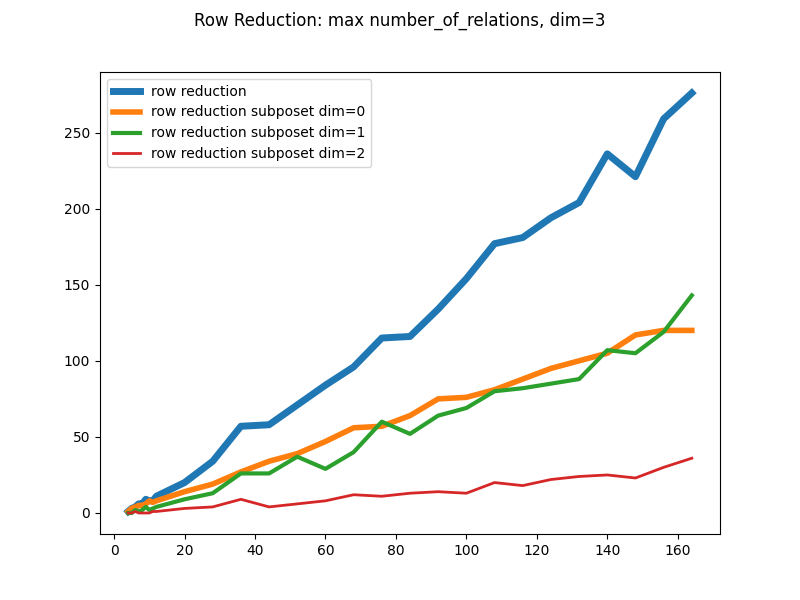 Row Reduction: max number_of_relations, dim=3
row reduction
row reduction subposet dim=0
row reduction subposet dim=1
row reduction subposet dim=2
250
200
150
100
50
0
0 20 40 60 80 100 120 140 160